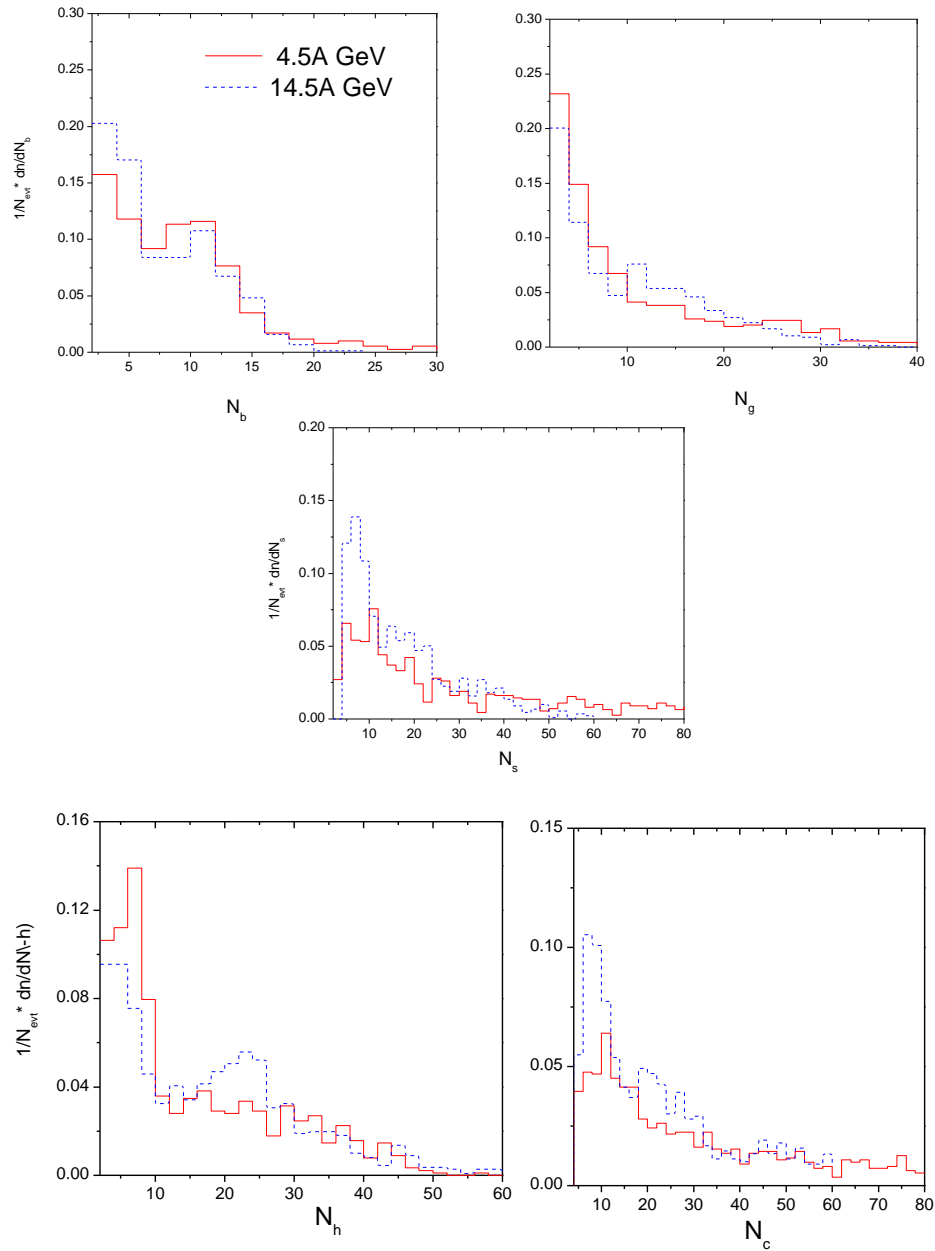 0.30
0.25
0.20
0.15
0.10
0.05
0.00
1/N_evt * dn/dN_b
4.5A GeV
14.5A GeV
5 10 15 20 25 30
N_b
0.30
0.25
0.20
0.15
0.10
0.05
0.00
10 20 30 40
N_g
0.20
0.15
0.10
0.05
0.00
1/N_evt * dn/dN_s
10 20 30 40 50 60 70 80
N_s
0.16
0.12
0.08
0.04
0.00
1/N_evt * dn/dN\-h)
10 20 30 40 50 60
N_h
0.15
0.10
0.05
0.00
10 20 30 40 50 60 70 80
N_c